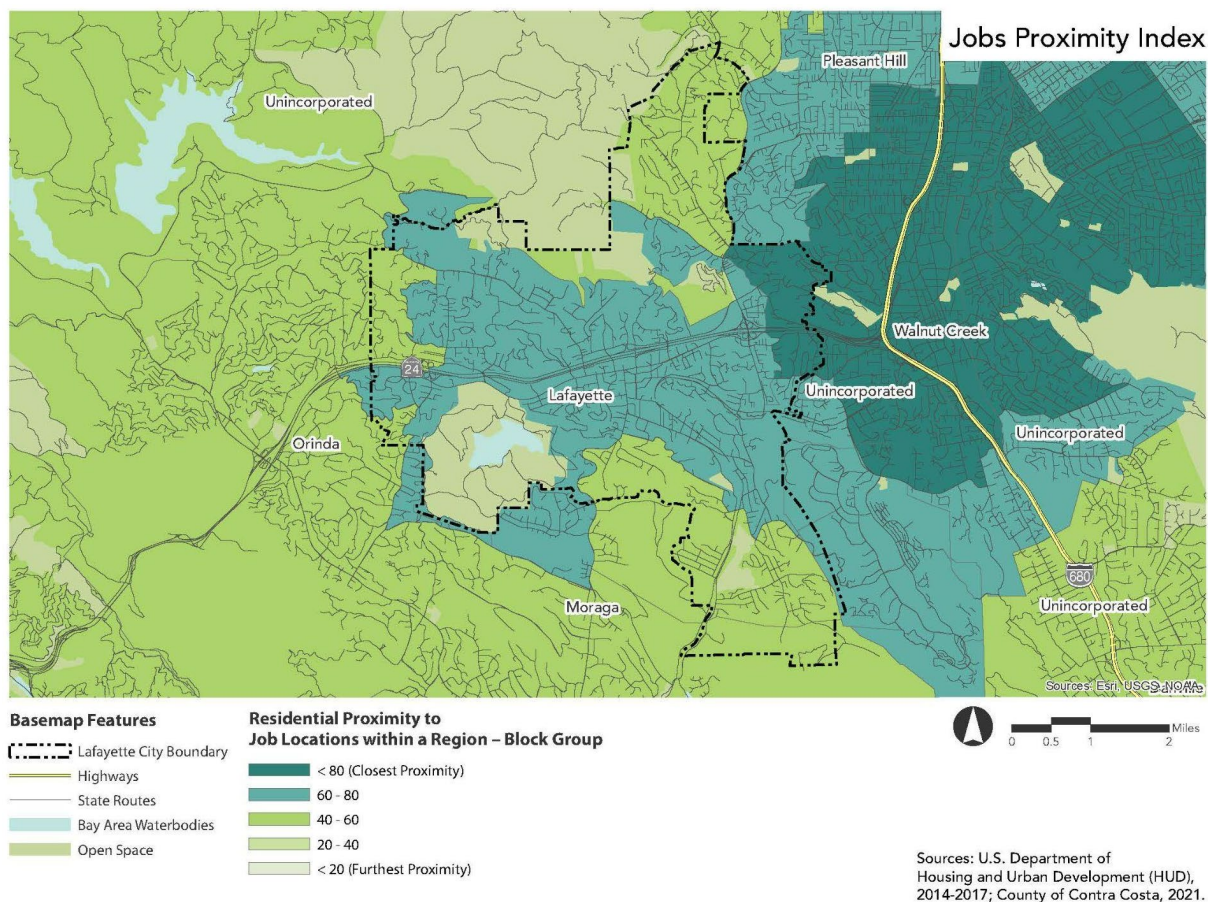 Jobs Proximity Index
Pleasant Hill
Unincorporated
Walnut Creek
24
Lafayette
Unincorporated
Orinda
Unincorporated
680
Moraga
Unincorporated
Sources: Esri, USGS, NOAA
Basemap Features
Lafayette City Boundary
Highways
State Routes
Bay Area Waterbodies
Open Space
Residential Proximity to
Job Locations within a Region – Block Group
< 80 (Closest Proximity)
60 - 80
40 - 60
20 - 40
< 20 (Furthest Proximity)
Miles
0 0.5 1 2
Sources: U.S. Department of
Housing and Urban Development (HUD),
2014-2017; County of Contra Costa, 2021.